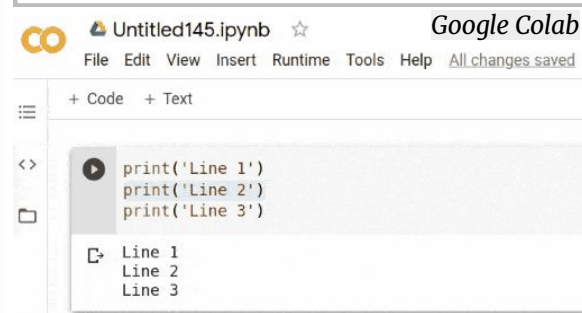 CO Untitled145.ipynb Google Colab
File Edit View Insert Runtime Tools Help All changes saved
+ Code + Text
<>
print('Line 1')
print('Line 2')
print('Line 3')
Line 1
Line 2
Line 3